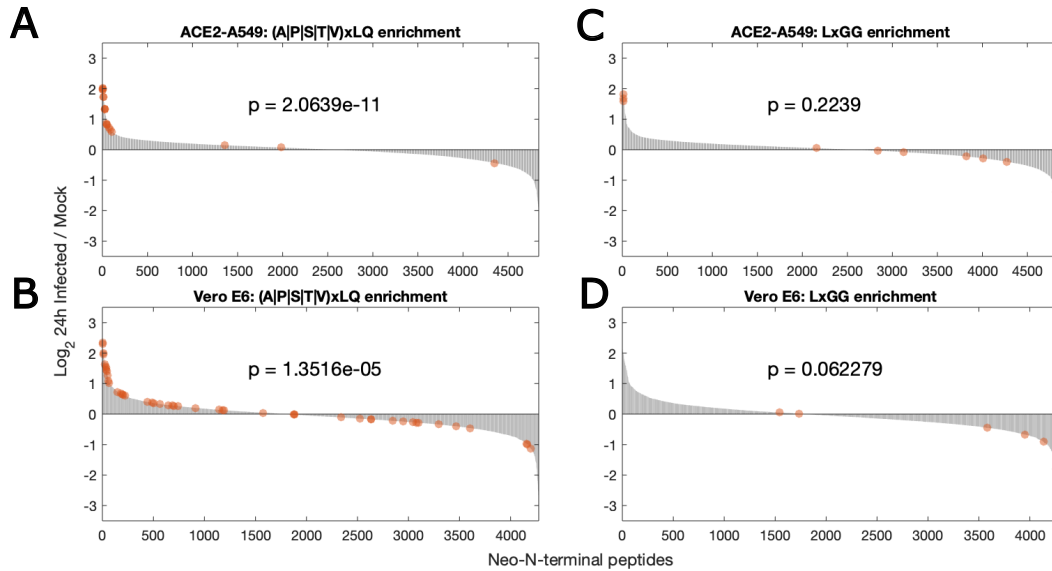 A
ACE2-A549: (A|P|S|T|V)xLQ enrichment
p = 2.0639e-11
3
2
1
0
-1
-2
-3
0 500 1000 1500 2000 2500 3000 3500 4000 4500
C
ACE2-A549: LxGG enrichment
p = 0.2239
3
2
1
0
-1
-2
-3
0 500 1000 1500 2000 2500 3000 3500 4000 4500
Log2 24h Infected / Mock
B
Vero E6: (A|P|S|T|V)xLQ enrichment
p = 1.3516e-05
3
2
1
0
-1
-2
-3
0 500 1000 1500 2000 2500 3000 3500 4000
D
Vero E6: LxGG enrichment
p = 0.062279
3
2
1
0
-1
-2
-3
0 500 1000 1500 2000 2500 3000 3500 4000
Neo-N-terminal peptides